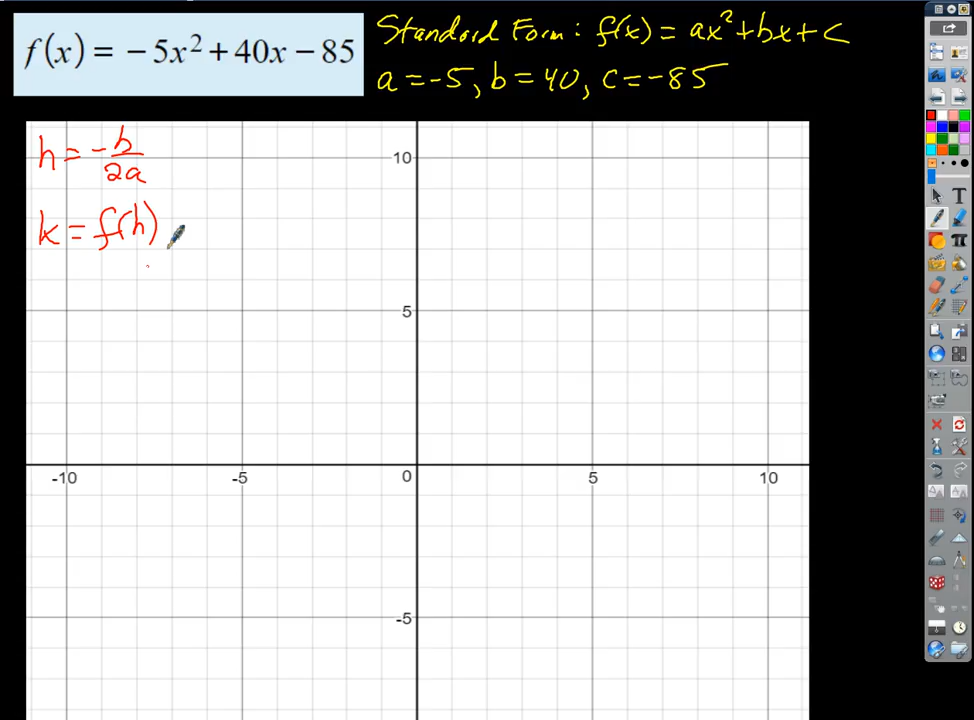 f(x) = − 5x² + 40x − 85
Standard Form: f(x) = ax² + bx + c
a = -5, b = 40, c = -85
h = -b/2a
k = f(h)
10
5
-10 -5 0 5 10
-5
T
π